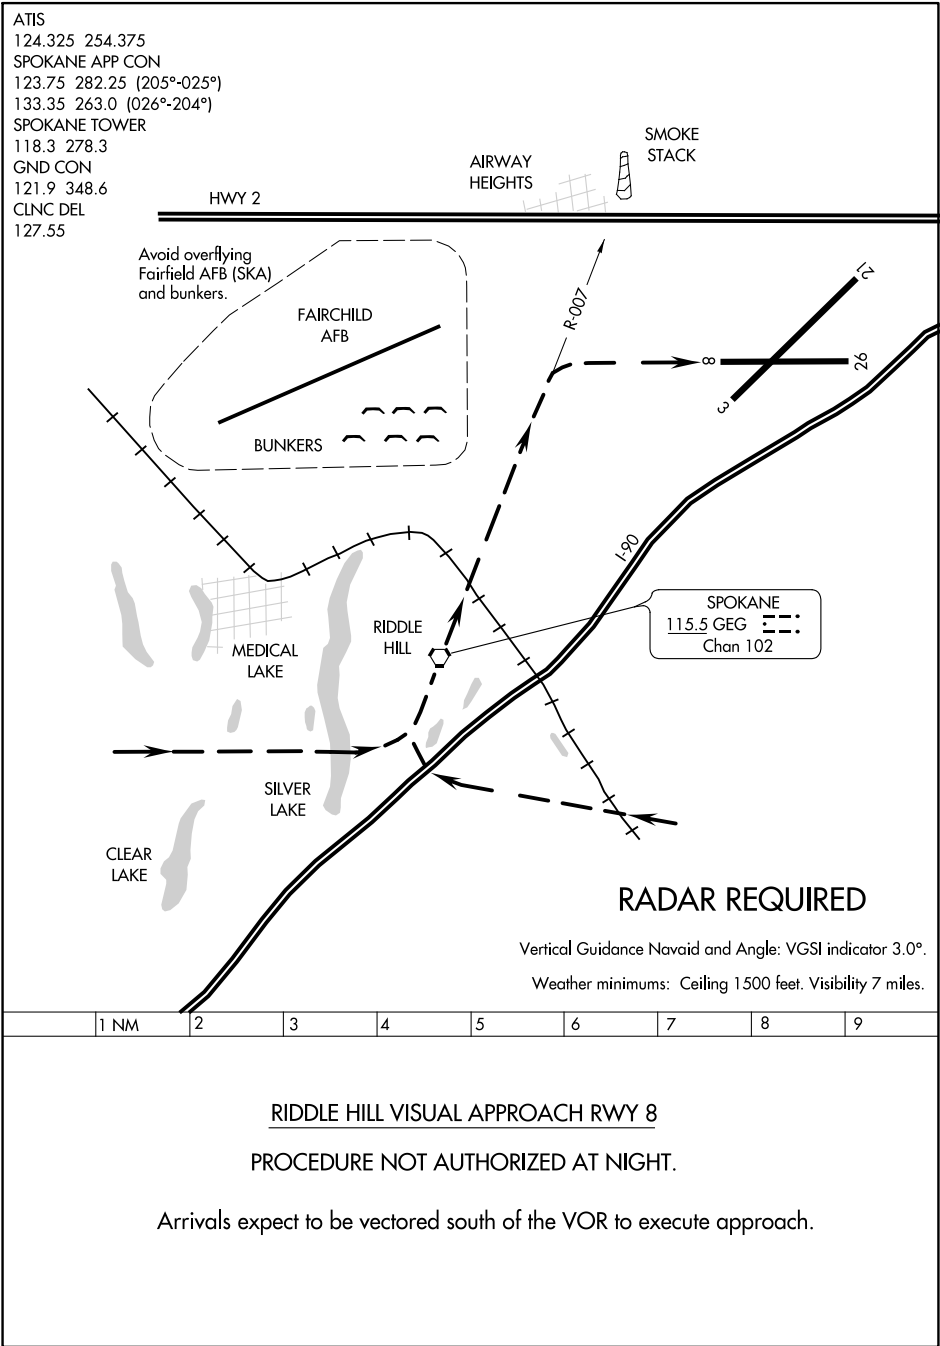 ATIS
124.325 254.375
SPOKANE APP CON
123.75 282.25 (205°-025°)
133.35 263.0 (026°-204°)
SPOKANE TOWER
118.3 278.3
GND CON
121.9 348.6
CLNC DEL
127.55
HWY 2
AIRWAY
HEIGHTS
SMOKE
STACK
Avoid overflying
Fairfield AFB (SKA)
and bunkers.
FAIRCHILD
AFB
BUNKERS
R-007
21
8
26
3
I-90
SPOKANE
115.5 GEG
Chan 102
RIDDLE
HILL
MEDICAL
LAKE
SILVER
LAKE
CLEAR
LAKE
RADAR REQUIRED
Vertical Guidance Navaid and Angle: VGSI indicator 3.0°.
Weather minimums: Ceiling 1500 feet. Visibility 7 miles.
1 NM 2 3 4 5 6 7 8 9
RIDDLE HILL VISUAL APPROACH RWY 8
PROCEDURE NOT AUTHORIZED AT NIGHT.
Arrivals expect to be vectored south of the VOR to execute approach.